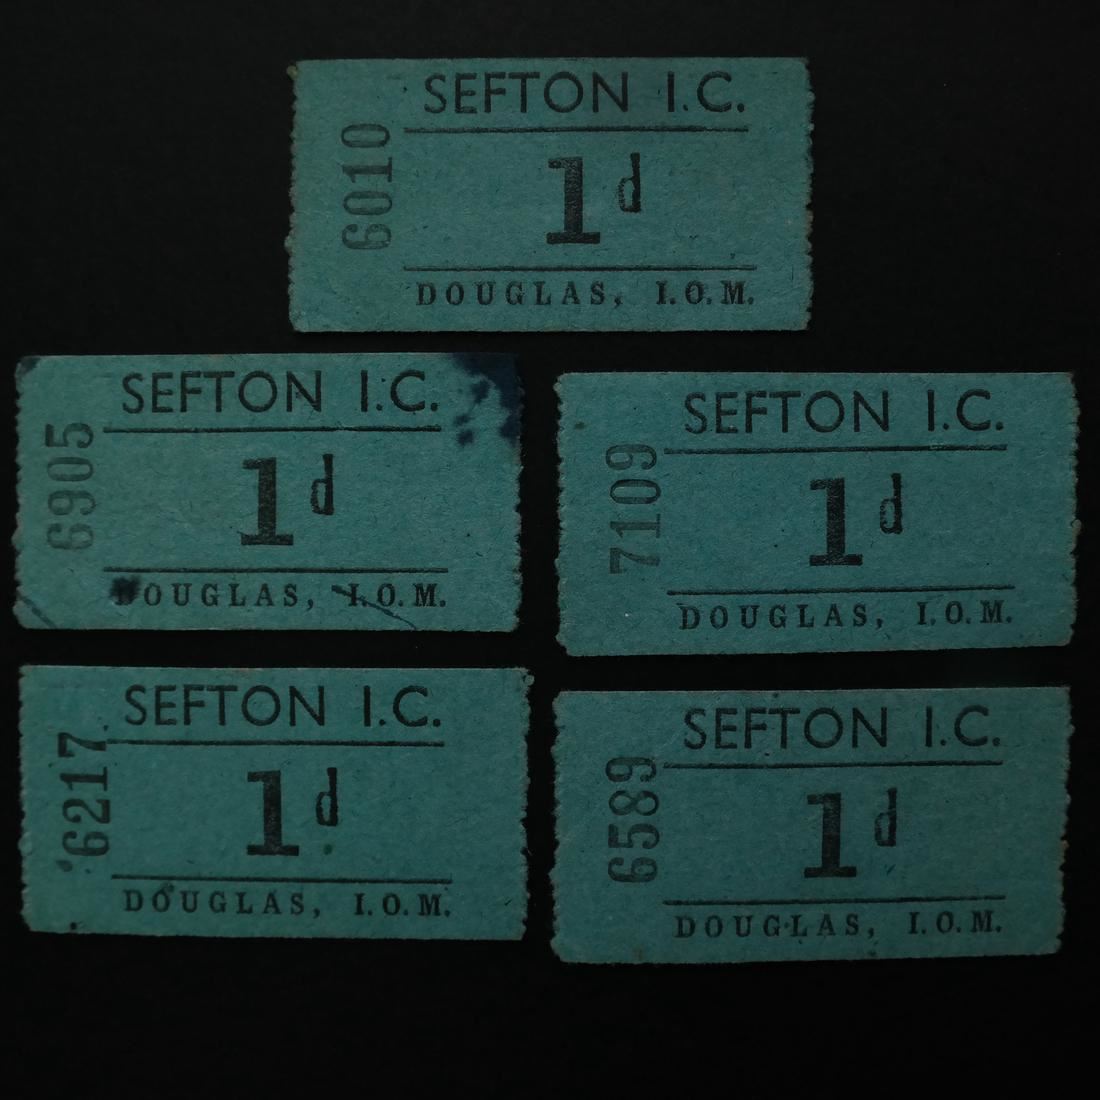 SEFTON I.C.
6010
1d
DOUGLAS, I.O.M.
SEFTON I.C.
6905
1d
DOUGLAS, I.O.M.
SEFTON I.C.
7109
1d
DOUGLAS, I.O.M.
SEFTON I.C.
6217
1d
DOUGLAS, I.O.M.
SEFTON I.C.
6589
1d
DOUGLAS, I.O.M.